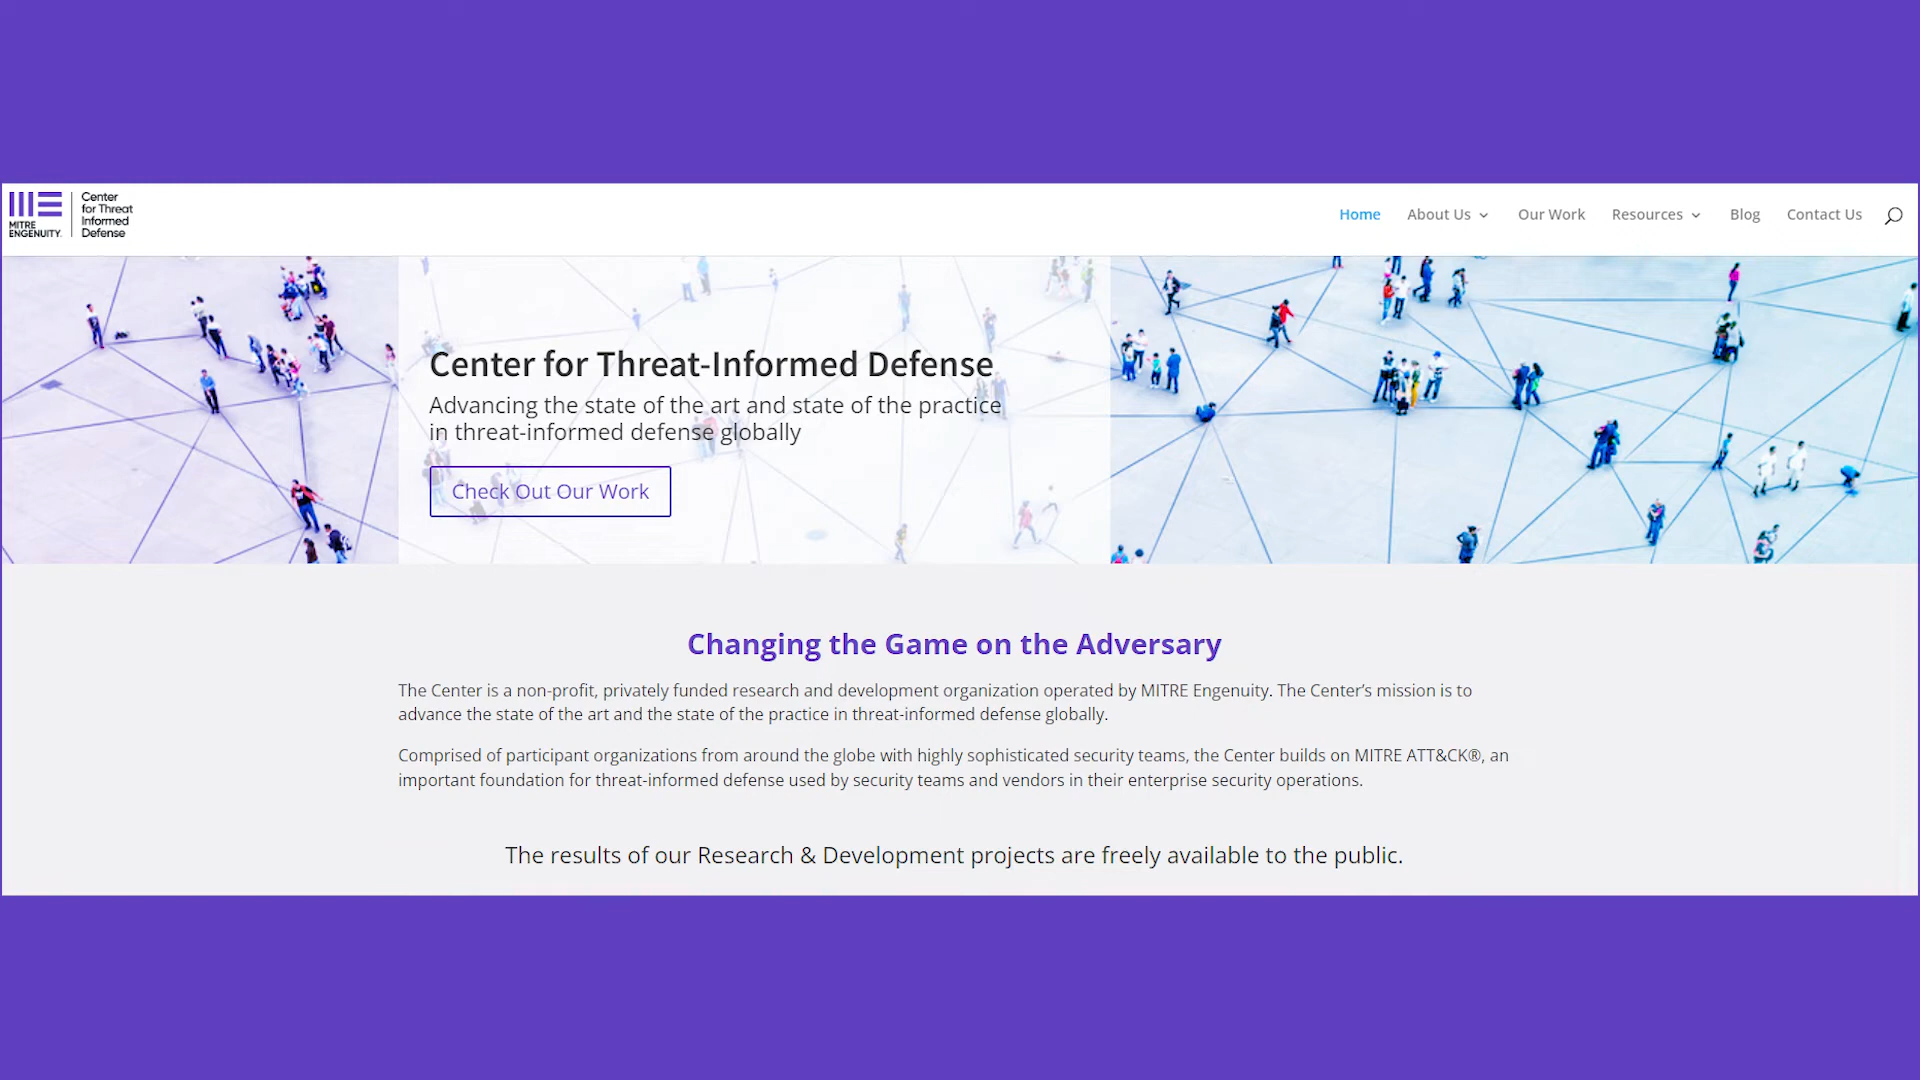 MITRE
ENGENUITY.
Center
for Threat
Informed
Defense
Home About Us Our Work Resources Blog Contact Us
Center for Threat-Informed Defense
Advancing the state of the art and state of the practice
in threat-informed defense globally
Check Out Our Work
Changing the Game on the Adversary
The Center is a non-profit, privately funded research and development organization operated by MITRE Engenuity. The Center’s mission is to
advance the state of the art and the state of the practice in threat-informed defense globally.
Comprised of participant organizations from around the globe with highly sophisticated security teams, the Center builds on MITRE ATT&CK®, an
important foundation for threat-informed defense used by security teams and vendors in their enterprise security operations.
The results of our Research & Development projects are freely available to the public.